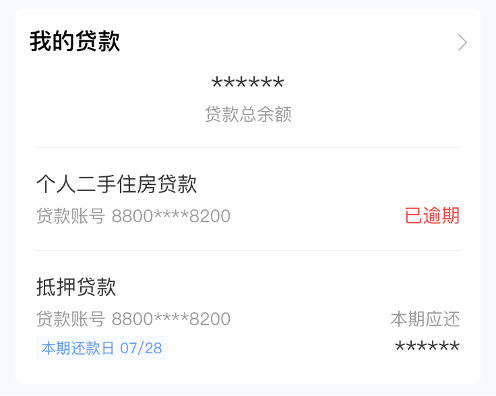 我的贷款
******
贷款总余额
个人二手住房贷款
贷款账号 8800****8200
已逾期
抵押贷款
贷款账号 8800****8200
本期应还
本期还款日 07/28
******